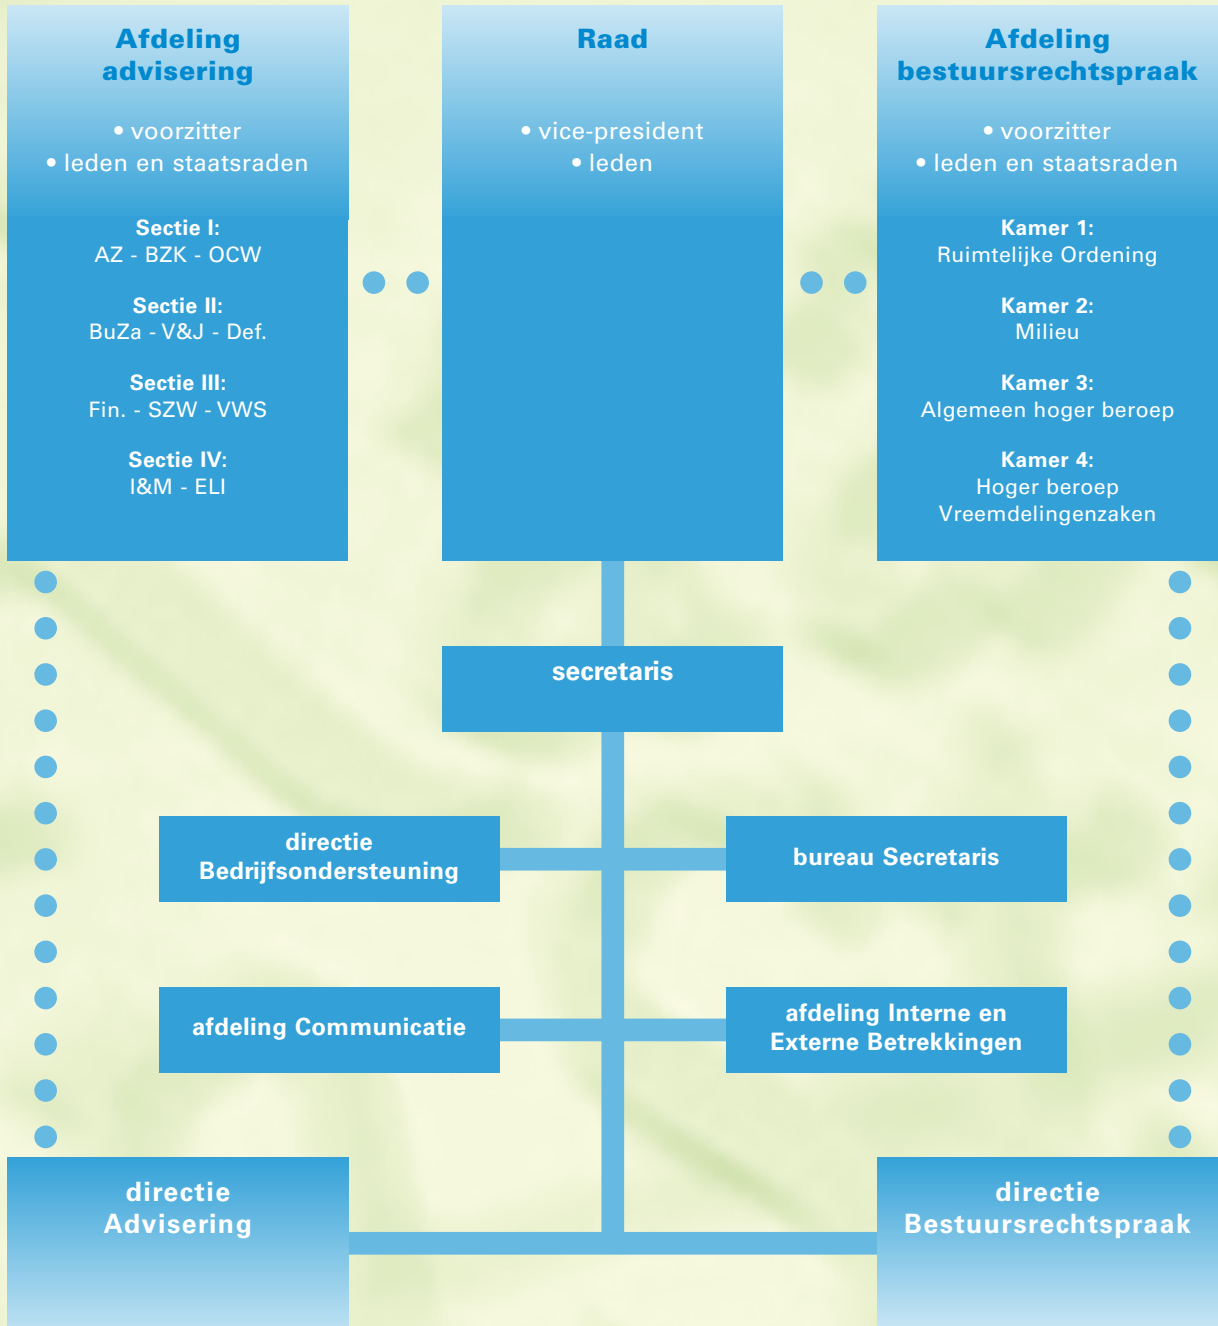 Afdeling
advisering
• voorzitter
• leden en staatsraden
Sectie I:
AZ - BZK - OCW
Sectie II:
BuZa - V&J - Def.
Sectie III:
Fin. - SZW - VWS
Sectie IV:
I&M - ELI
Raad
• vice-president
• leden
Afdeling
bestuursrechtspraak
• voorzitter
• leden en staatsraden
Kamer 1:
Ruimtelijke Ordening
Kamer 2:
Milieu
Kamer 3:
Algemeen hoger beroep
Kamer 4:
Hoger beroep
Vreemdelingenzaken
secretaris
directie
Bedrijfsondersteuning
bureau Secretaris
afdeling Communicatie
afdeling Interne en
Externe Betrekkingen
directie
Advisering
directie
Bestuursrechtspraak